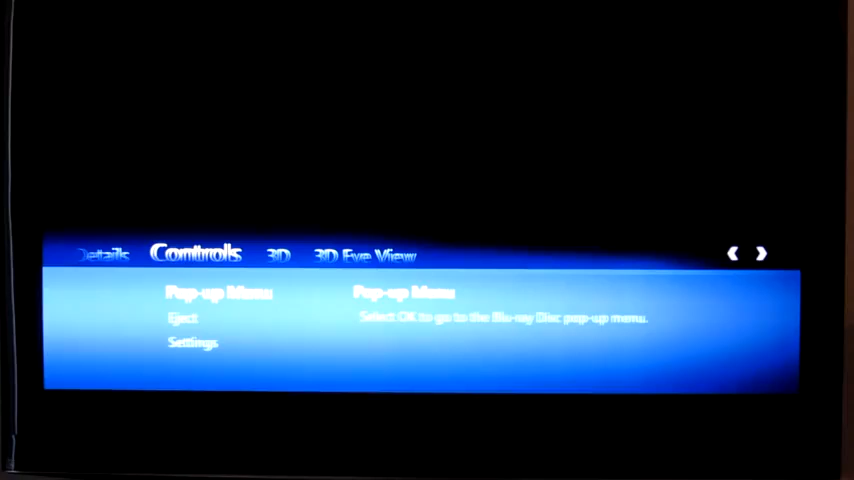 Details Controls 3D 3D Eye View
Pop-up Menu
Eject
Settings
Pop-up Menu
Select OK to go to the Blu-ray Disc pop-up menu.